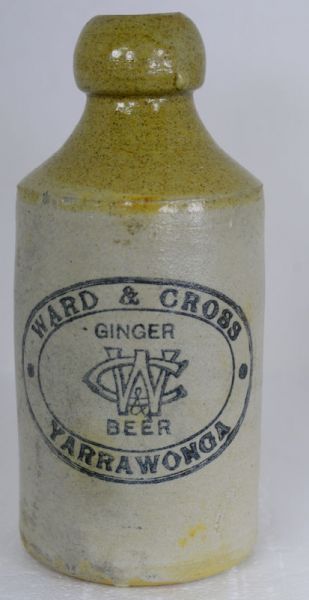 WARD & CROSS
GINGER
W & C
BEER
YARRAWONGA